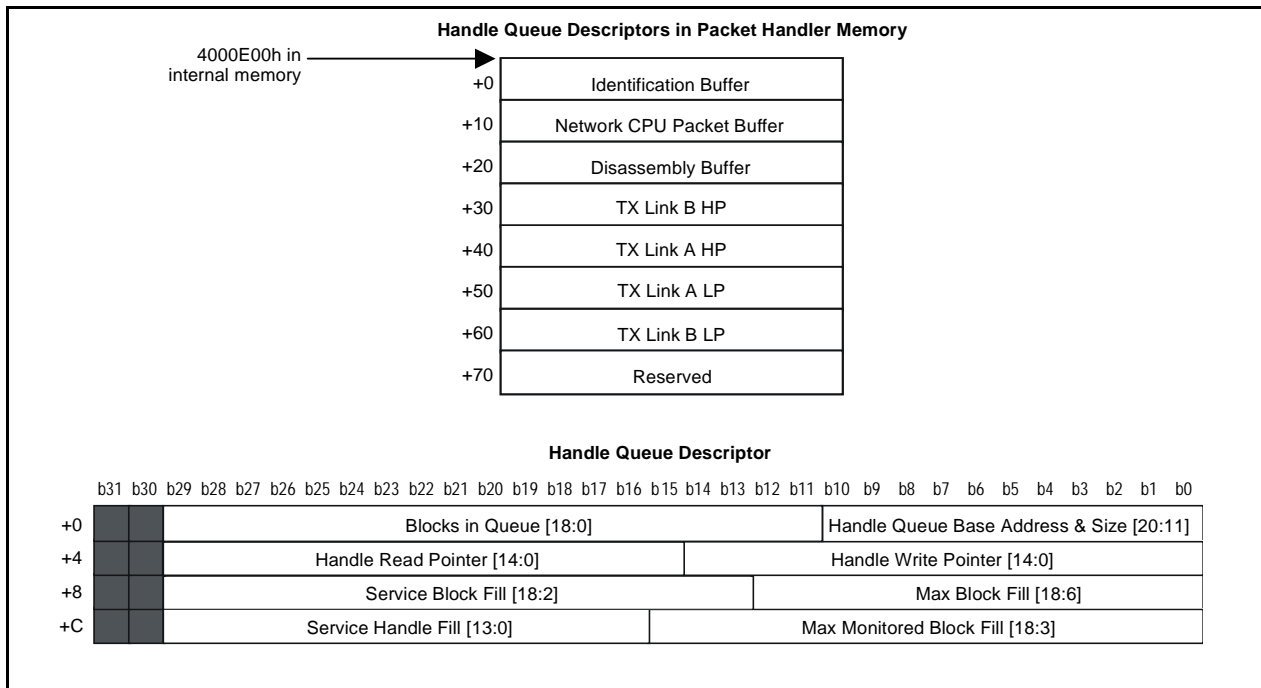 Handle Queue Descriptors in Packet Handler Memory
4000E00h in
internal memory
+0 Identification Buffer
+10 Network CPU Packet Buffer
+20 Disassembly Buffer
+30 TX Link B HP
+40 TX Link A HP
+50 TX Link A LP
+60 TX Link B LP
+70 Reserved
Handle Queue Descriptor
b31 b30 b29 b28 b27 b26 b25 b24 b23 b22 b21 b20 b19 b18 b17 b16 b15 b14 b13 b12 b11 b10 b9 b8 b7 b6 b5 b4 b3 b2 b1 b0
+0 Blocks in Queue [18:0] Handle Queue Base Address & Size [20:11]
+4 Handle Read Pointer [14:0] Handle Write Pointer [14:0]
+8 Service Block Fill [18:2] Max Block Fill [18:6]
+C Service Handle Fill [13:0] Max Monitored Block Fill [18:3]